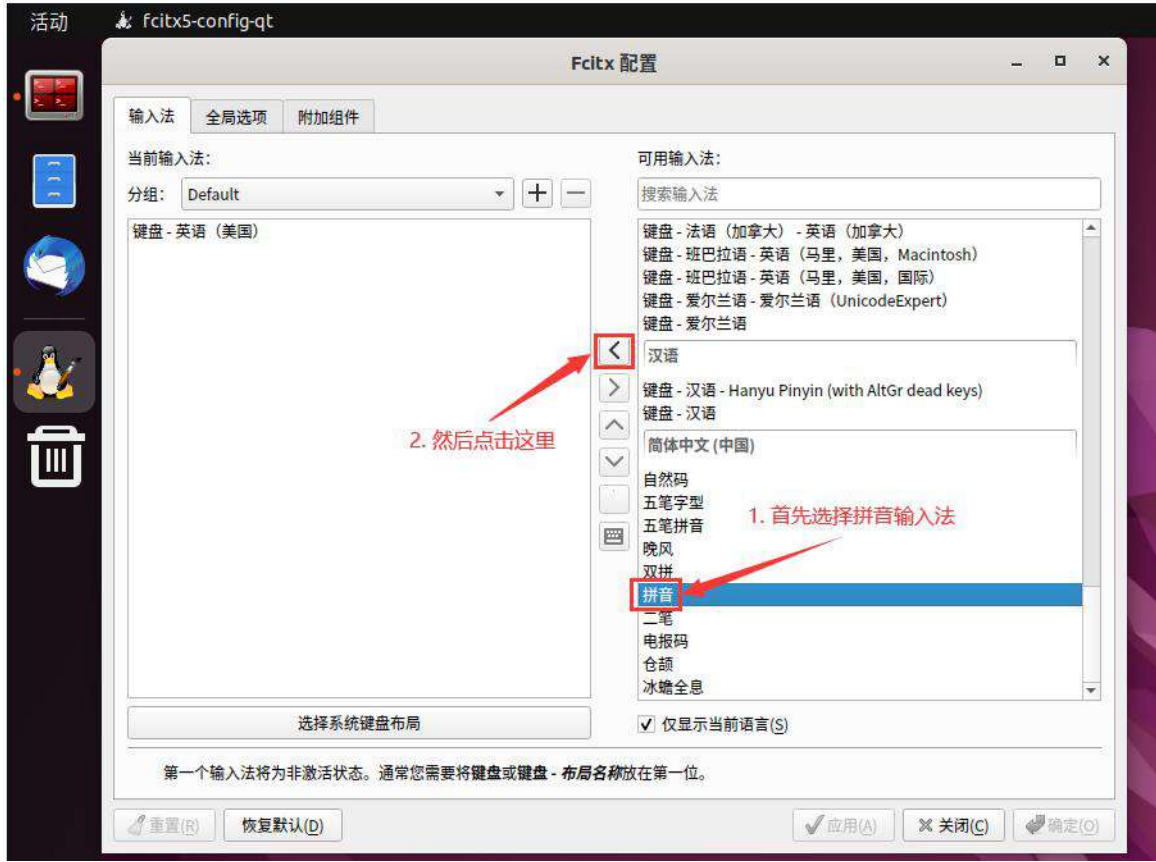 活动 fcitx5-config-qt
Fcitx 配置
输入法 全局选项 附加组件
当前输入法：
分组： Default
键盘 - 英语（美国）
可用输入法：
搜索输入法
键盘 - 法语（加拿大） - 英语（加拿大）
键盘 - 班巴拉语 - 英语（马里，美国，Macintosh）
键盘 - 班巴拉语 - 英语（马里，美国，国际）
键盘 - 爱尔兰语 - 爱尔兰语（UnicodeExpert）
键盘 - 爱尔兰语
汉语
键盘 - 汉语 - Hanyu Pinyin (with AltGr dead keys)
键盘 - 汉语
简体中文 (中国)
自然码
五笔字型
五笔拼音
晚风
双拼
拼音
二笔
电报码
仓颉
冰蟾全息
2. 然后点击这里
1. 首先选择拼音输入法
选择系统键盘布局
仅显示当前语言(S)
第一个输入法将为非激活状态。通常您需要将键盘或键盘 - 布局名称放在第一位。
重置(R) 恢复默认(D) 应用(A) 关闭(C) 确定(O)